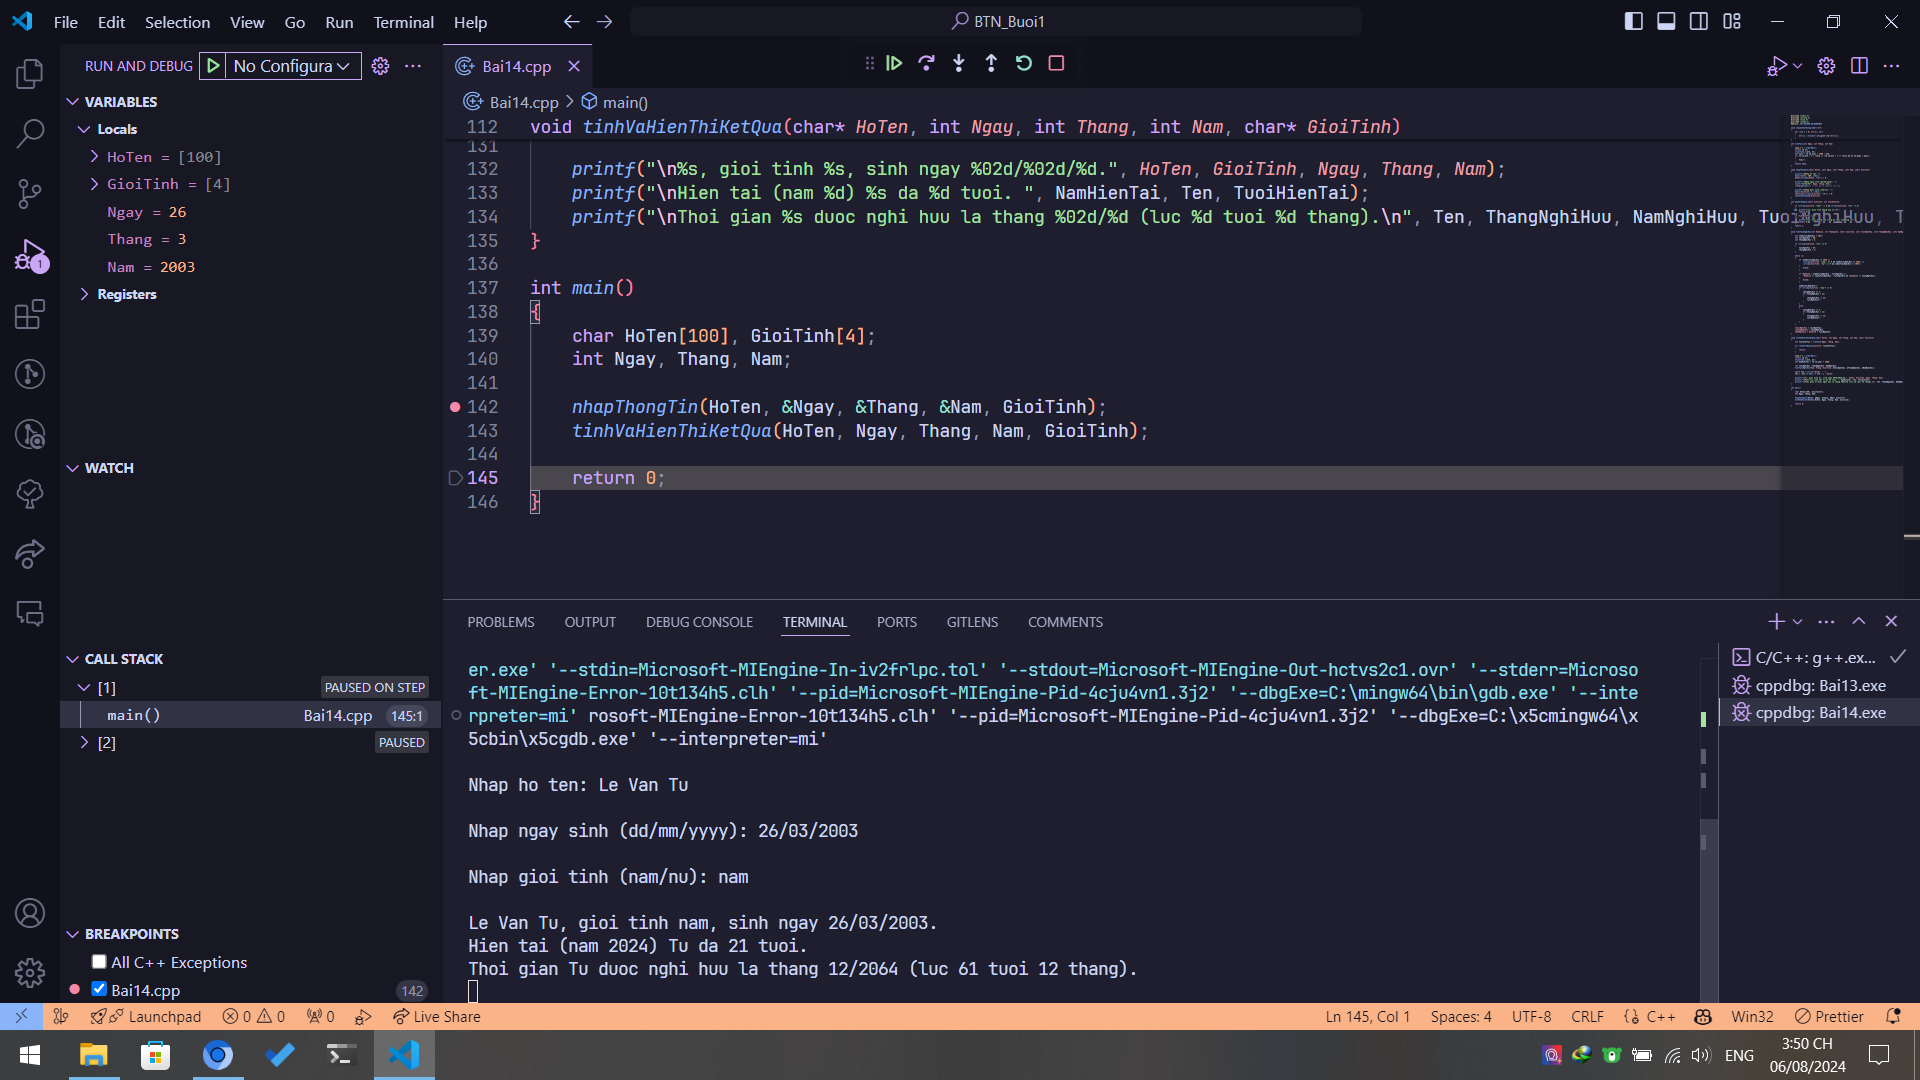 File Edit Selection View Go Run Terminal Help
BTN_Buoi1
RUN AND DEBUG No Configura
VARIABLES
Locals
HoTen = [100]
GioiTinh = [4]
Ngay = 26
Thang = 3
Nam = 2003
Registers
WATCH
CALL STACK
[1] PAUSED ON STEP
main() Bai14.cpp 145:1
[2] PAUSED
BREAKPOINTS
All C++ Exceptions
Bai14.cpp 142
Bai14.cpp
Bai14.cpp > main()
112 void tinhVaHienThiKetQua(char* HoTen, int Ngay, int Thang, int Nam, char* GioiTinh)
131
132 printf("\n%s, gioi tinh %s, sinh ngay %02d/%02d/%d.", HoTen, GioiTinh, Ngay, Thang, Nam);
133 printf("\nHien tai (nam %d) %s da %d tuoi. ", NamHienTai, Ten, TuoiHienTai);
134 printf("\nThoi gian %s duoc nghi huu la thang %02d/%d (luc %d tuoi %d thang).\n", Ten, ThangNghiHuu, NamNghiHuu, TuoiNghiHuu, T
135 }
136
137 int main()
138 {
139 char HoTen[100], GioiTinh[4];
140 int Ngay, Thang, Nam;
141
142 nhapThongTin(HoTen, &Ngay, &Thang, &Nam, GioiTinh);
143 tinhVaHienThiKetQua(HoTen, Ngay, Thang, Nam, GioiTinh);
144
145 return 0;
146 }
PROBLEMS OUTPUT DEBUG CONSOLE TERMINAL PORTS GITLENS COMMENTS
er.exe' '--stdin=Microsoft-MIEngine-In-iv2frlpc.tol' '--stdout=Microsoft-MIEngine-Out-hctvs2c1.ovr' '--stderr=Microso
ft-MIEngine-Error-10t134h5.clh' '--pid=Microsoft-MIEngine-Pid-4cju4vn1.3j2' '--dbgExe=C:\mingw64\bin\gdb.exe' '--inte
rpreter=mi' rosoft-MIEngine-Error-10t134h5.clh' '--pid=Microsoft-MIEngine-Pid-4cju4vn1.3j2' '--dbgExe=C:\x5cmingw64\x
5cbin\x5cgdb.exe' '--interpreter=mi'
Nhap ho ten: Le Van Tu
Nhap ngay sinh (dd/mm/yyyy): 26/03/2003
Nhap gioi tinh (nam/nu): nam
Le Van Tu, gioi tinh nam, sinh ngay 26/03/2003.
Hien tai (nam 2024) Tu da 21 tuoi.
Thoi gian Tu duoc nghi huu la thang 12/2064 (luc 61 tuoi 12 thang).
C/C++: g++.ex...
cppdbg: Bai13.exe
cppdbg: Bai14.exe
Launchpad 0 0 0 Live Share
Ln 145, Col 1 Spaces: 4 UTF-8 CRLF C++ Win32 Prettier
ENG
3:50 CH
06/08/2024